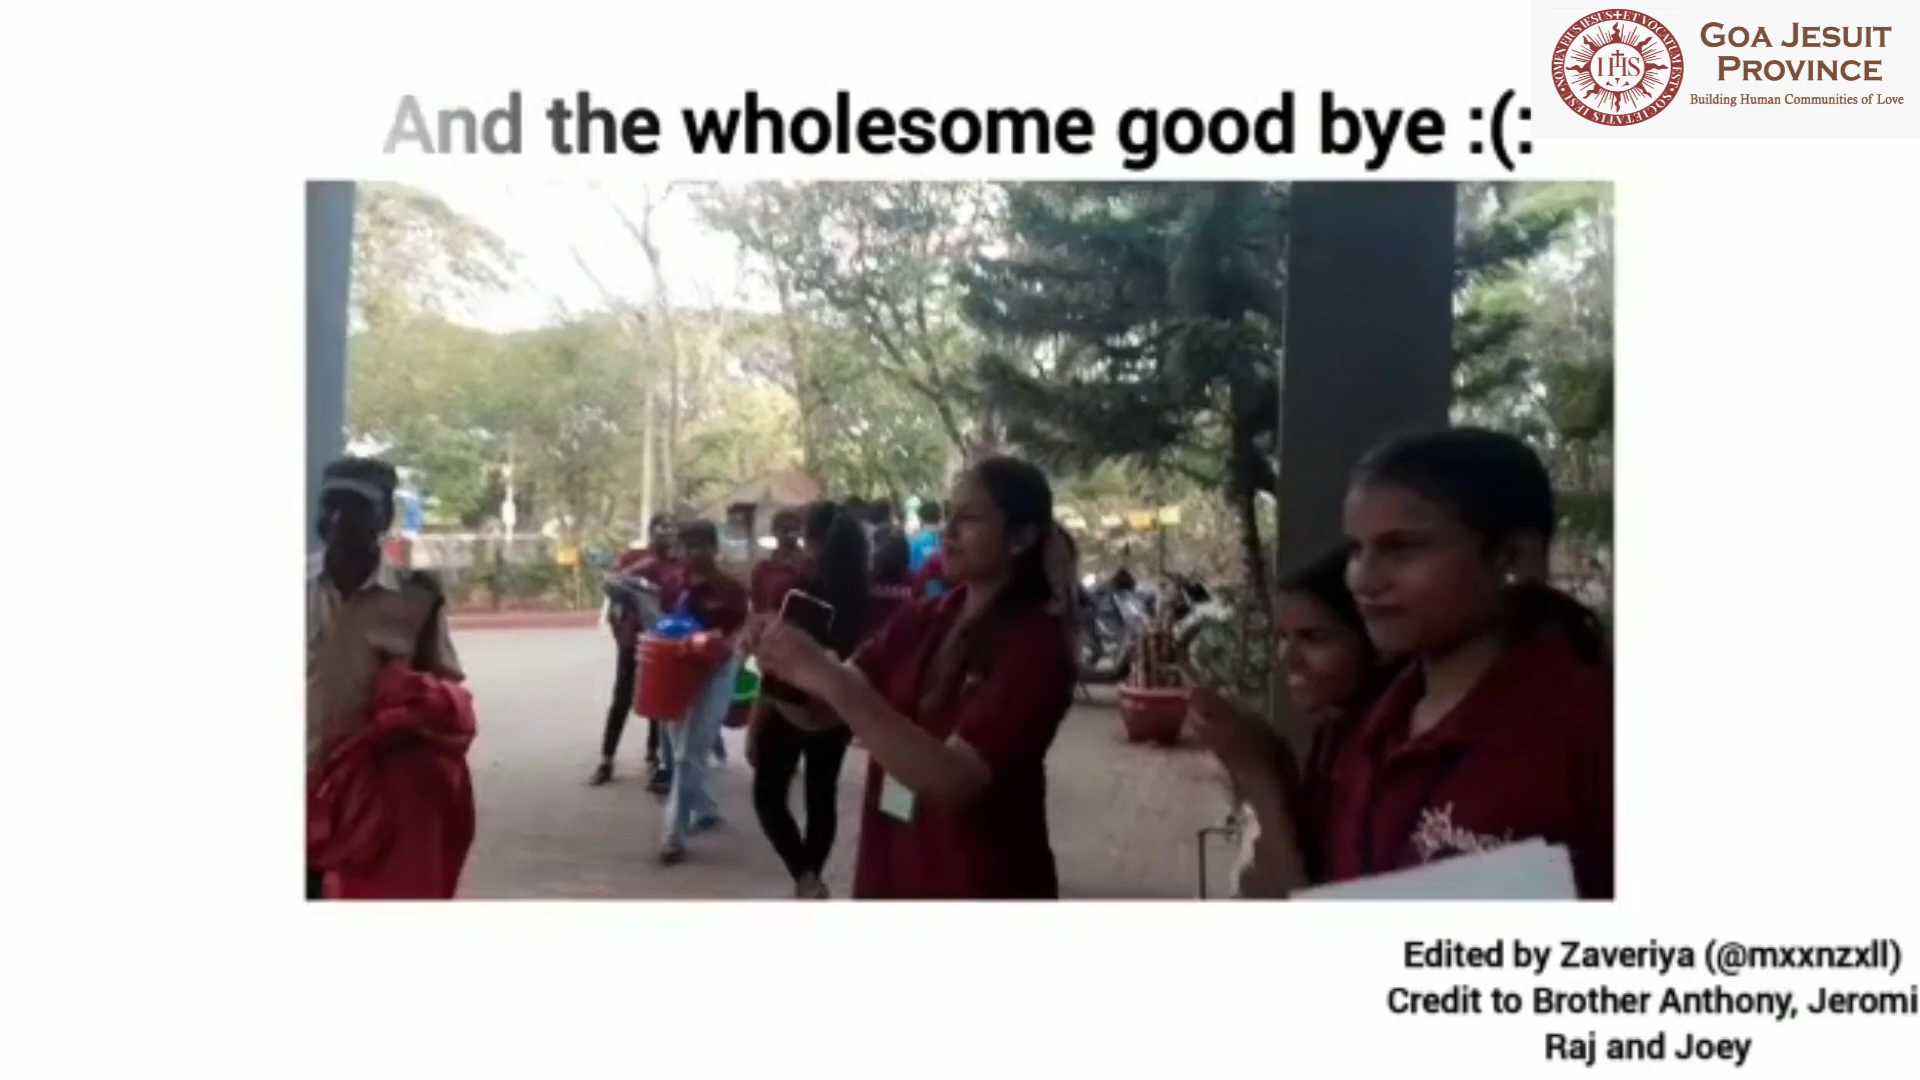 GOA JESUIT
PROVINCE
Building Human Communities of Love
IHS
And the wholesome good bye :(:
Edited by Zaveriya (@mxxnzxll)
Credit to Brother Anthony, Jeromi
Raj and Joey